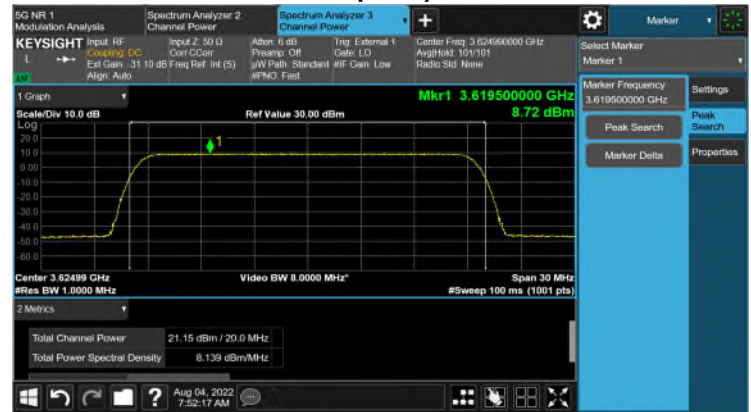 5G NR 1
Modulation Analysis
Spectrum Analyzer 2
Channel Power
Spectrum Analyzer 3
Channel Power
Marker
KEYSIGHT
L
Input: RF
Coupling: DC
Ext Gain: -31.10 dB
Align: Auto
Input Z: 50 Ω
Corr CCorr
Freq Ref: Int (S)
Atten: 6 dB
Preamp: Off
µW Path: Standard
#PNO: Fast
Trig: External 1
Gate: LO
#IF Gain: Low
Center Freq: 3.624990000 GHz
Avg|Hold: 101/101
Radio Std: None
Select Marker
Marker 1
1 Graph
Mkr1 3.619500000 GHz
8.72 dBm
Scale/Div 10.0 dB
Ref Value 30.00 dBm
Log
20.0
10.0
0.00
-10.0
-20.0
-30.0
-40.0
-50.0
-60.0
1
Center 3.62499 GHz
#Res BW 1.0000 MHz
Video BW 8.0000 MHz*
Span 30 MHz
#Sweep 100 ms (1001 pts)
2 Metrics
Total Channel Power 21.15 dBm / 20.0 MHz
Total Power Spectral Density 8.139 dBm/MHz
Marker Frequency
3.619500000 GHz
Peak Search
Marker Delta
Settings
Peak
Search
Properties
?
Aug 04, 2022
7:52:17 AM